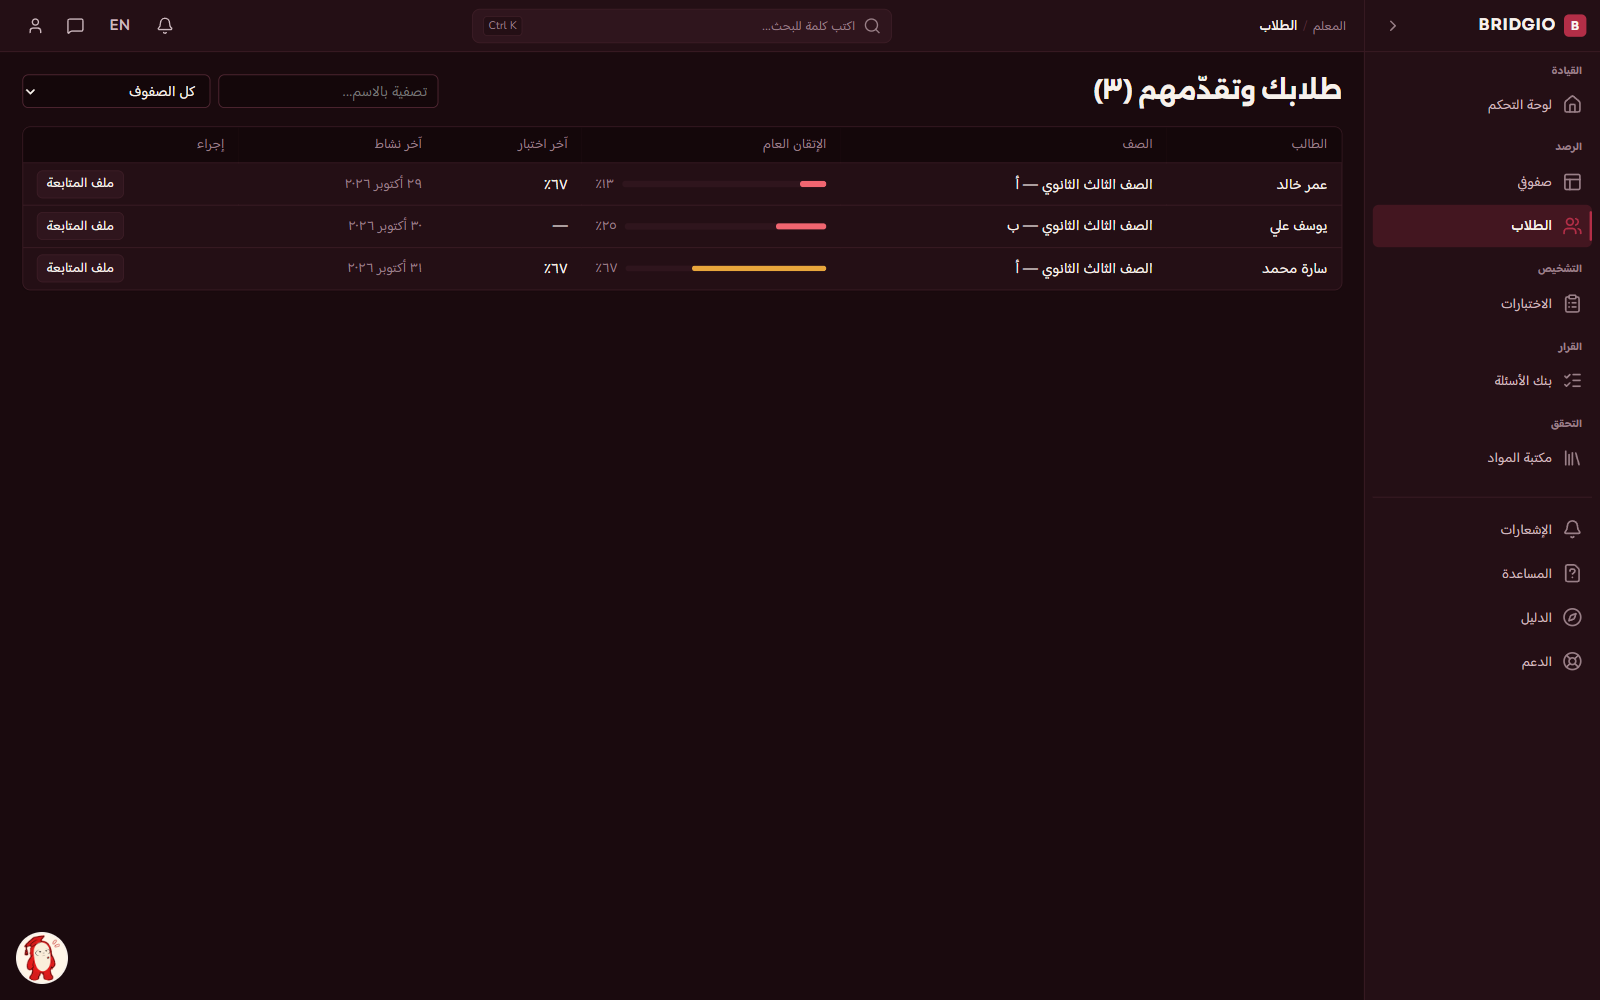 BRIDGIO
B
القيادة
لوحة التحكم
الرصد
صفوفي
الطلاب
التشخيص
الاختبارات
القرار
بنك الأسئلة
التحقق
مكتبة المواد
الإشعارات
المساعدة
الدليل
الدعم
المعلم / الطلاب
اكتب كلمة للبحث... Ctrl K
EN
طلابك وتقدّمهم (٣)
تصفية بالاسم...
كل الصفوف
الطالب الصف الإتقان العام آخر اختبار آخر نشاط إجراء
عمر خالد الصف الثالث الثانوي — أ ١٣٪ ٦٧٪ ٢٩ أكتوبر ٢٠٢٦ ملف المتابعة
يوسف علي الصف الثالث الثانوي — ب ٢٥٪ — ٣٠ أكتوبر ٢٠٢٦ ملف المتابعة
سارة محمد الصف الثالث الثانوي — أ ٦٧٪ ٦٧٪ ٣١ أكتوبر ٢٠٢٦ ملف المتابعة